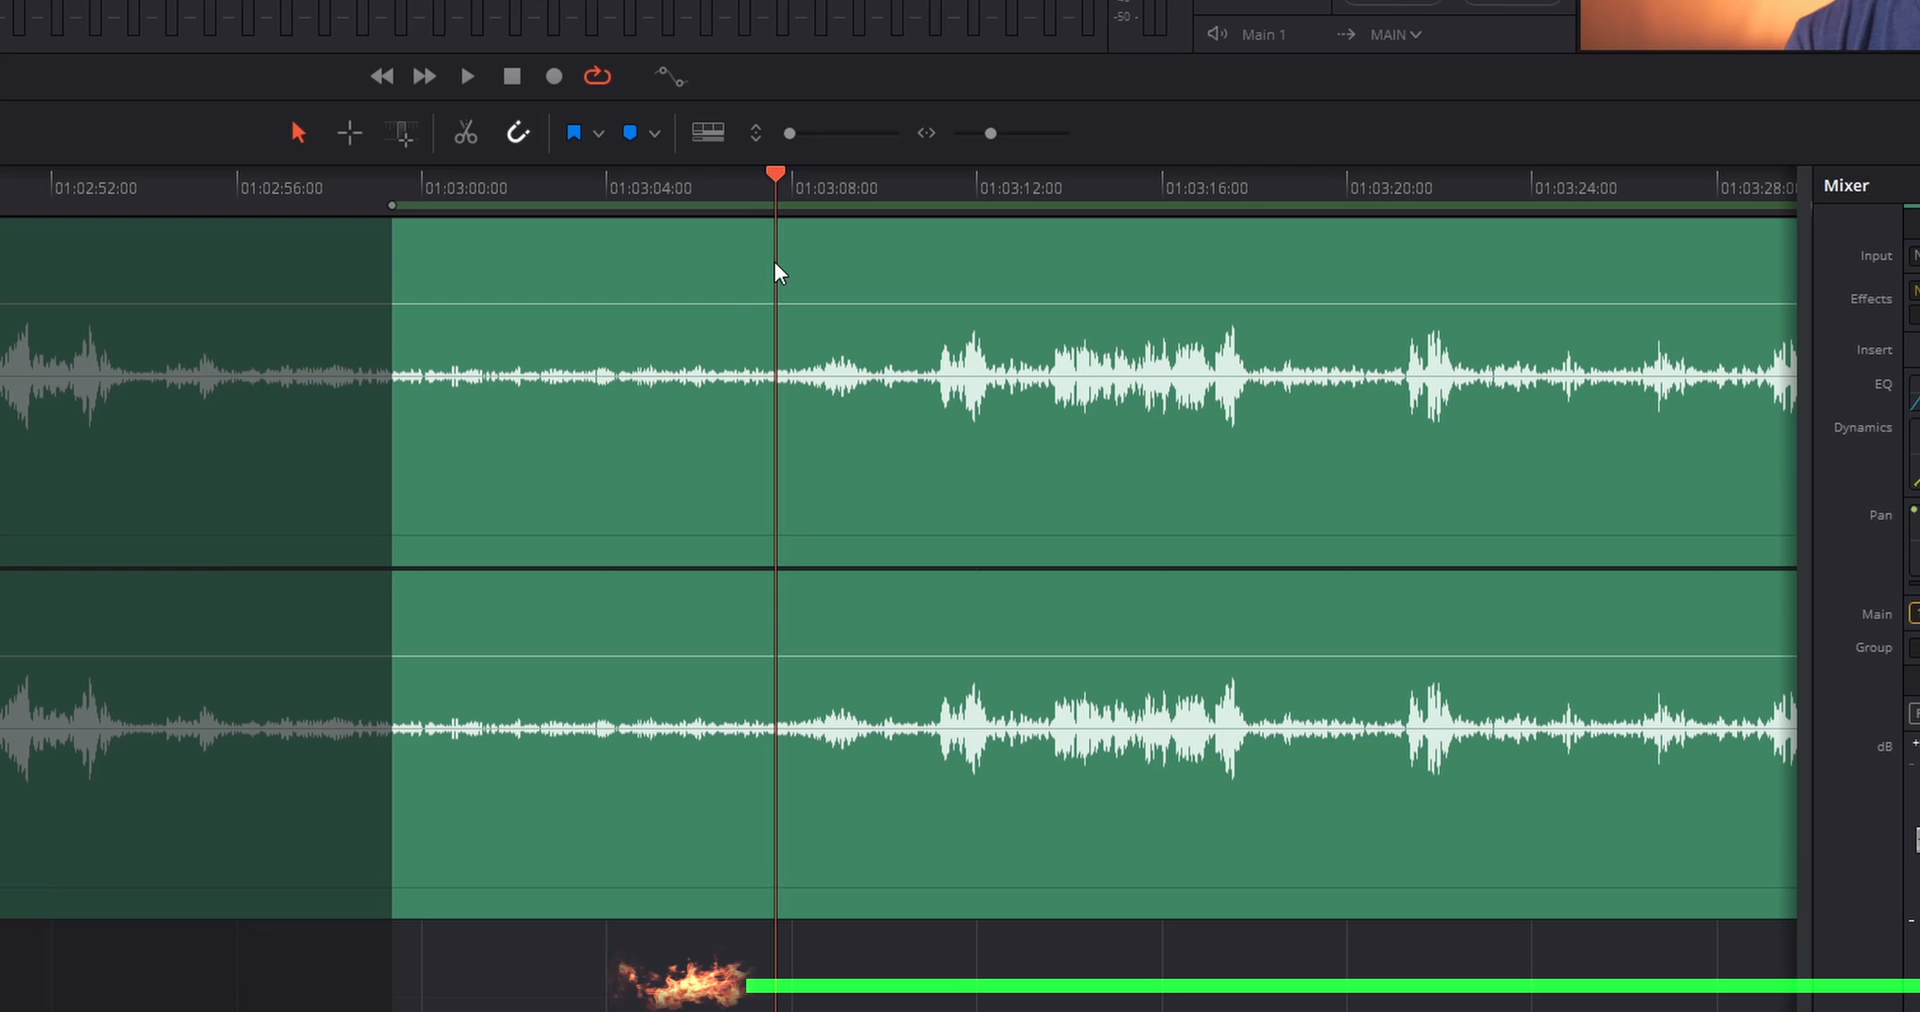 -50 -
Main 1
MAIN
01:02:52:00
01:02:56:00
01:03:00:00
01:03:04:00
01:03:08:00
01:03:12:00
01:03:16:00
01:03:20:00
01:03:24:00
01:03:28:0
Mixer
Input
Effects
Insert
EQ
Dynamics
Pan
Main
Group
dB